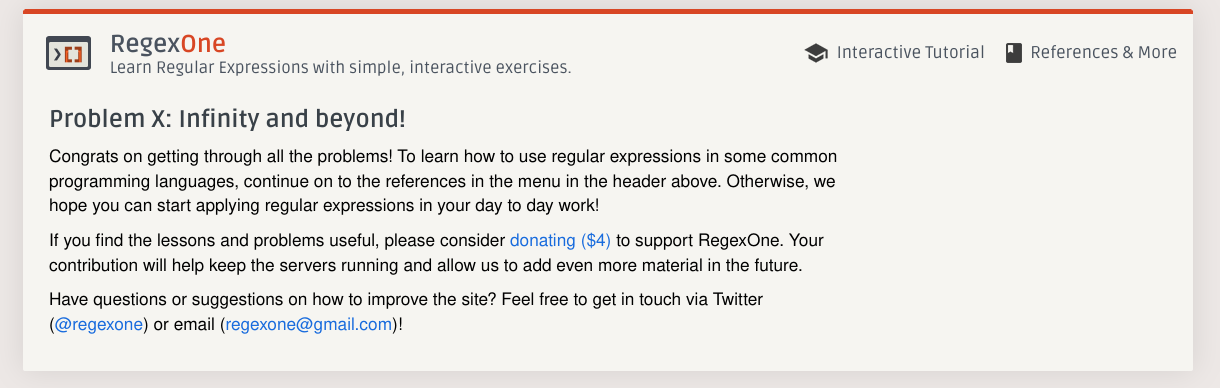 RegexOne
Learn Regular Expressions with simple, interactive exercises.
Interactive Tutorial
References & More
Problem X: Infinity and beyond!
Congrats on getting through all the problems! To learn how to use regular expressions in some common
programming languages, continue on to the references in the menu in the header above. Otherwise, we
hope you can start applying regular expressions in your day to day work!
If you find the lessons and problems useful, please consider donating ($4) to support RegexOne. Your
contribution will help keep the servers running and allow us to add even more material in the future.
Have questions or suggestions on how to improve the site? Feel free to get in touch via Twitter
(@regexone) or email (regexone@gmail.com)!